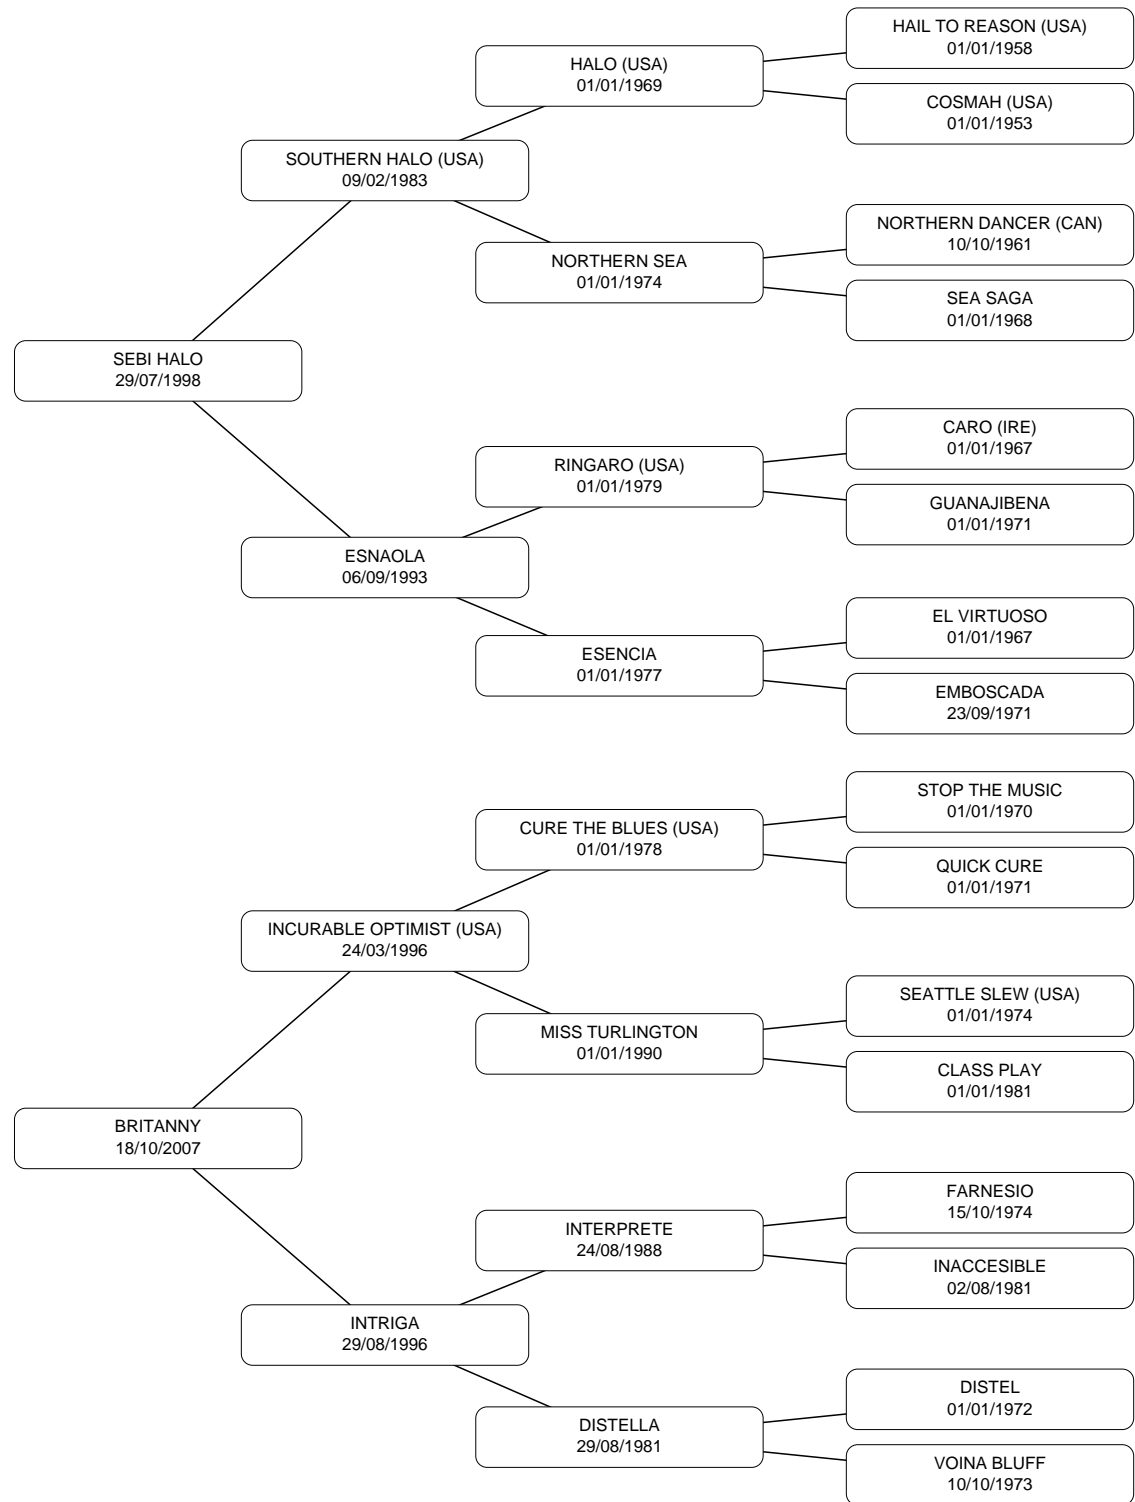 HAIL TO REASON (USA)
01/01/1958
HALO (USA)
01/01/1969
COSMAH (USA)
01/01/1953
SOUTHERN HALO (USA)
09/02/1983
NORTHERN DANCER (CAN)
10/10/1961
NORTHERN SEA
01/01/1974
SEA SAGA
01/01/1968
SEBI HALO
29/07/1998
CARO (IRE)
01/01/1967
RINGARO (USA)
01/01/1979
GUANAJIBENA
01/01/1971
ESNAOLA
06/09/1993
EL VIRTUOSO
01/01/1967
ESENCIA
01/01/1977
EMBOSCADA
23/09/1971
STOP THE MUSIC
01/01/1970
CURE THE BLUES (USA)
01/01/1978
QUICK CURE
01/01/1971
INCURABLE OPTIMIST (USA)
24/03/1996
SEATTLE SLEW (USA)
01/01/1974
MISS TURLINGTON
01/01/1990
CLASS PLAY
01/01/1981
BRITANNY
18/10/2007
FARNESIO
15/10/1974
INTERPRETE
24/08/1988
INACCESIBLE
02/08/1981
INTRIGA
29/08/1996
DISTEL
01/01/1972
DISTELLA
29/08/1981
VOINA BLUFF
10/10/1973